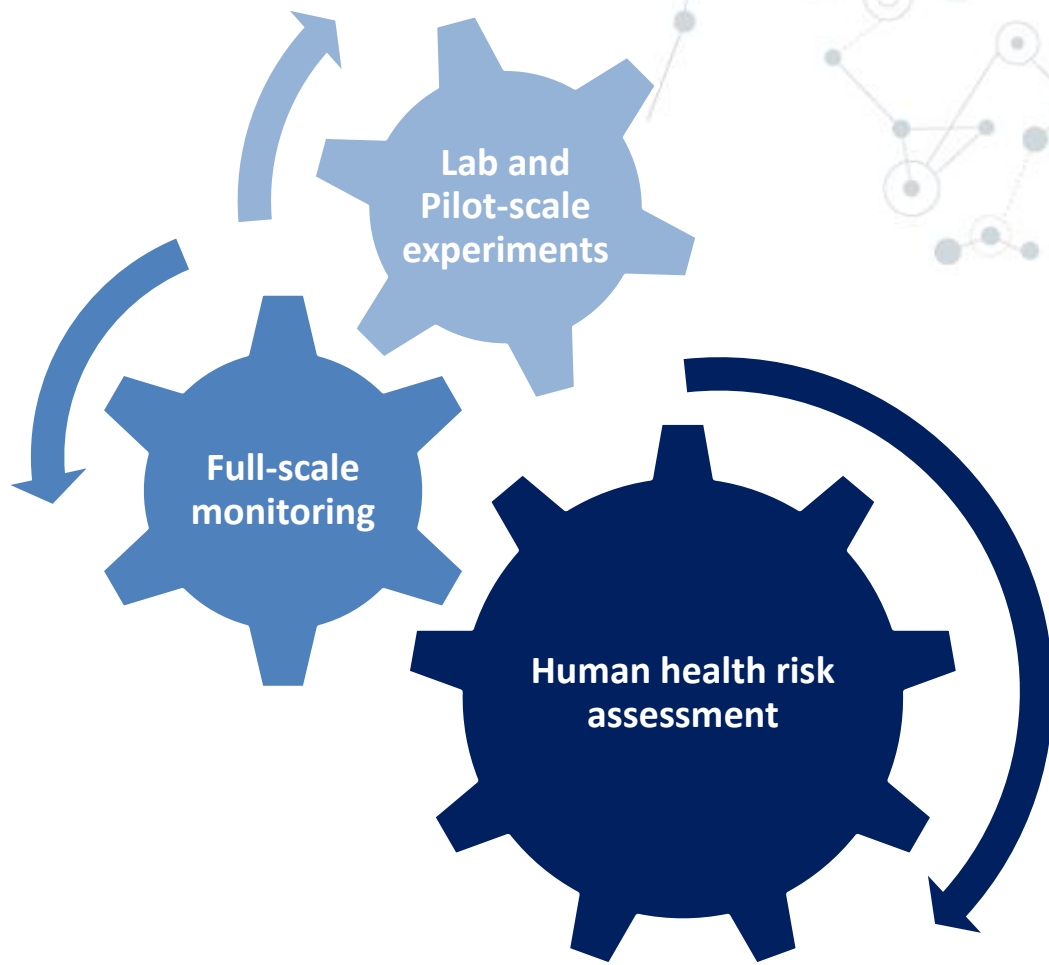 Lab and
Pilot-scale
experiments
Full-scale
monitoring
Human health risk
assessment